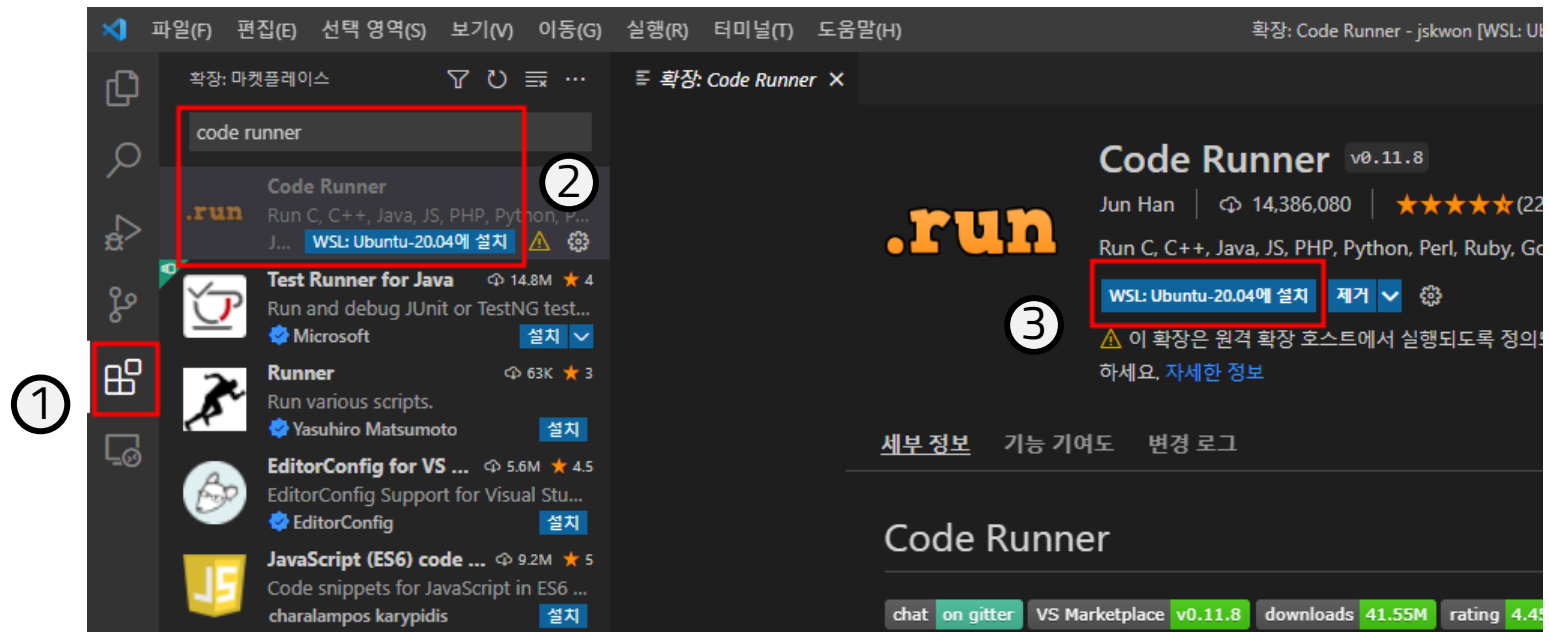 파일(F) 편집(E) 선택 영역(S) 보기(V) 이동(G) 실행(R) 터미널(T) 도움말(H) 확장: Code Runner - jskwon [WSL:
확장: 마켓플레이스
확장: Code Runner
code runner
Code Runner
Run C, C++, Java, JS, PHP, Python, P...
J... WSL: Ubuntu-20.04에 설치
Test Runner for Java 14.8M ★ 4
Run and debug JUnit or TestNG test...
Microsoft 설치
Runner 63K ★ 3
Run various scripts.
Yasuhiro Matsumoto 설치
EditorConfig for VS ... 5.6M ★ 4.5
EditorConfig Support for Visual Stu...
EditorConfig 설치
JS
JavaScript (ES6) code ... 9.2M ★ 5
Code snippets for JavaScript in ES6 ...
charalampos karypidis 설치
①
②
③
.run
.run
Code Runner v0.11.8
Jun Han 14,386,080 ★★★★★(22
Run C, C++, Java, JS, PHP, Python, Perl, Ruby,
WSL: Ubuntu-20.04에 설치 제거
이 확장은 원격 확장 호스트에서 실행되도록
하세요. 자세한 정보
세부 정보 기능 기여도 변경 로그
Code Runner
chat on gitter VS Marketplace v0.11.8 downloads 41.55M rating 4.45